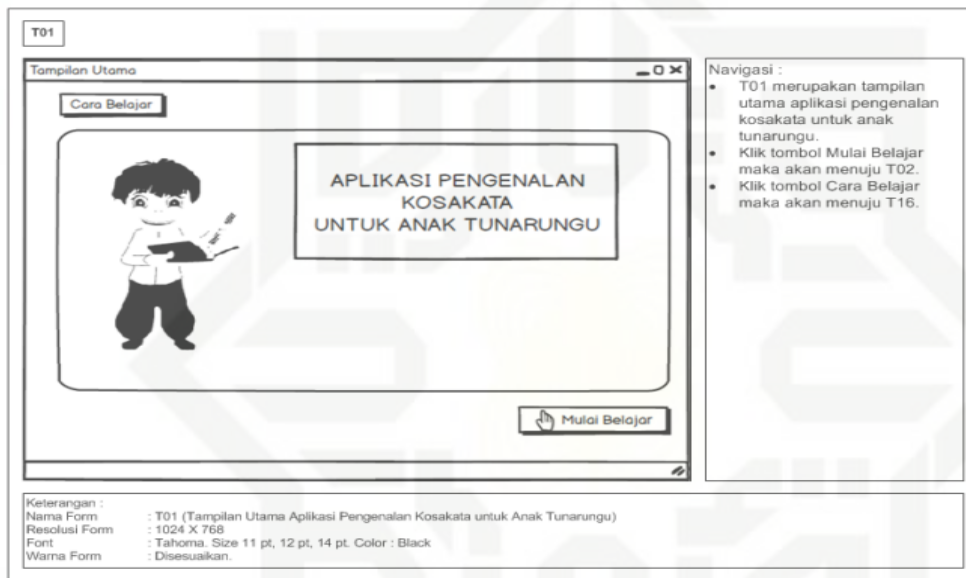 T01
Tampilan Utama
Cara Belajar
APLIKASI PENGENALAN
KOSAKATA
UNTUK ANAK TUNARUNGU
Mulai Belajar
Navigasi :
• T01 merupakan tampilan
utama aplikasi pengenalan
kosakata untuk anak
tunarungu.
• Klik tombol Mulai Belajar
maka akan menuju T02.
• Klik tombol Cara Belajar
maka akan menuju T16.
Keterangan :
Nama Form : T01 (Tampilan Utama Aplikasi Pengenalan Kosakata untuk Anak Tunarungu)
Resolusi Form : 1024 X 768
Font : Tahoma. Size 11 pt, 12 pt, 14 pt. Color : Black
Warna Form : Disesuaikan.